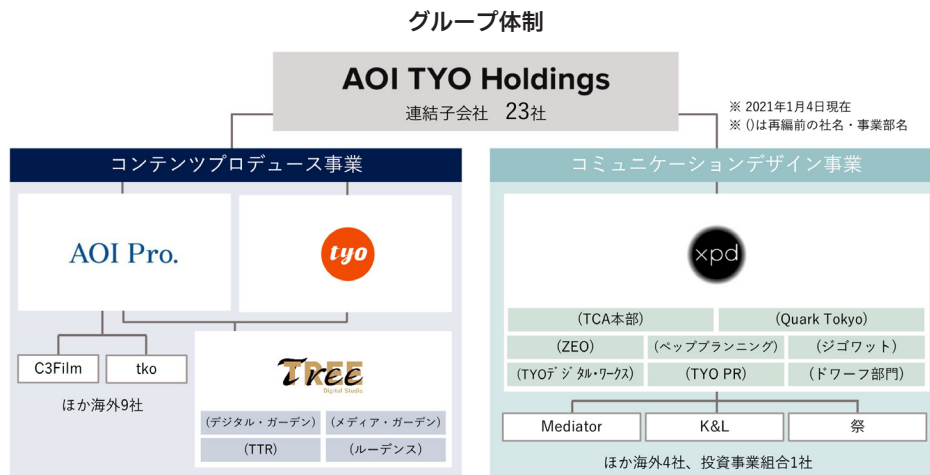 グループ体制
AOI TYO Holdings
連結子会社 23社
※ 2021年1月4日現在
※ ()は再編前の社名・事業部名
コンテンツプロデュース事業
AOI Pro.
tyo
C3Film
tko
ほか海外9社
TREE
Digital Studio
(デジタル・ガーデン)
(メディア・ガーデン)
(TTR)
(ルーデンス)
コミュニケーションデザイン事業
xpd
(TCA本部)
(Quark Tokyo)
(ZEO)
(ペッププランニング)
(ジゴワット)
(TYOデジタル・ワークス)
(TYO PR)
(ドワーフ部門)
Mediator
K&L
祭
ほか海外4社、投資事業組合1社